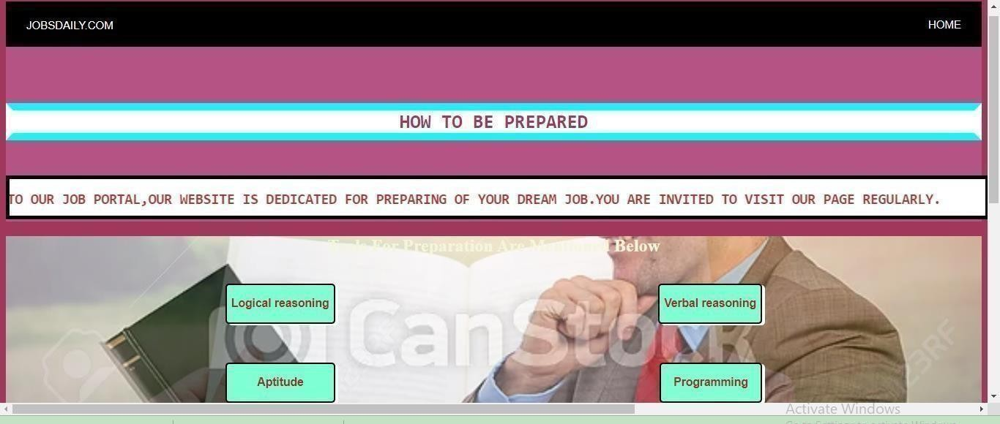 JOBSDAILY.COM
HOME
HOW TO BE PREPARED
TO OUR JOB PORTAL,OUR WEBSITE IS DEDICATED FOR PREPARING OF YOUR DREAM JOB.YOU ARE INVITED TO VISIT OUR PAGE REGULARLY.
Tools For Preparation Are Mentioned Below
Logical reasoning
Verbal reasoning
CanStock
Aptitude
Programming
123RF
Activate Windows